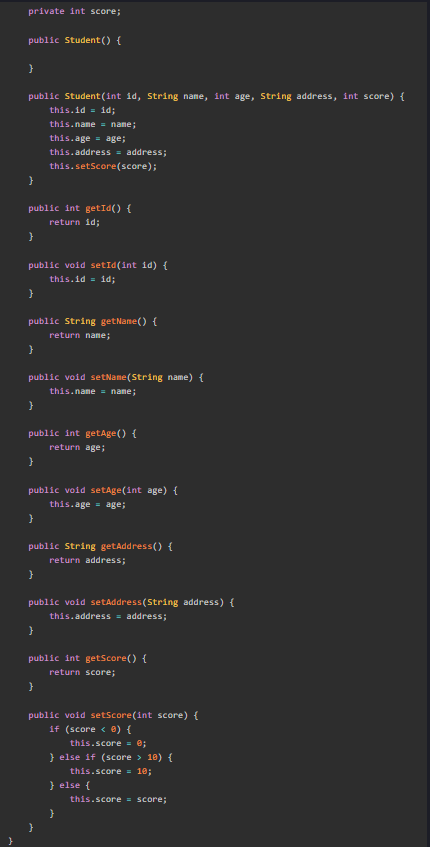 private int score;

    public Student() {

    }

    public Student(int id, String name, int age, String address, int score) {
        this.id = id;
        this.name = name;
        this.age = age;
        this.address = address;
        this.setScore(score);
    }

    public int getId() {
        return id;
    }

    public void setId(int id) {
        this.id = id;
    }

    public String getName() {
        return name;
    }

    public void setName(String name) {
        this.name = name;
    }

    public int getAge() {
        return age;
    }

    public void setAge(int age) {
        this.age = age;
    }

    public String getAddress() {
        return address;
    }

    public void setAddress(String address) {
        this.address = address;
    }

    public int getScore() {
        return score;
    }

    public void setScore(int score) {
        if (score < 0) {
            this.score = 0;
        } else if (score > 10) {
            this.score = 10;
        } else {
            this.score = score;
        }
    }
}